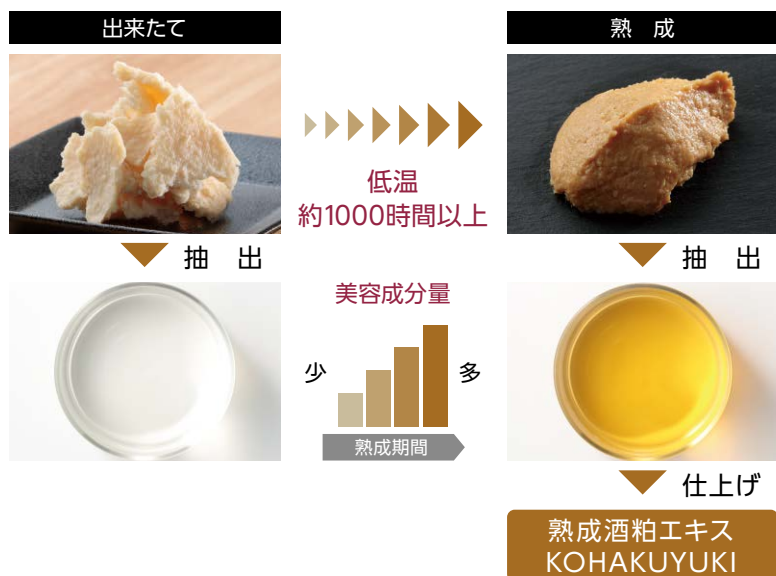 出来たて
熟 成
低温
約1000時間以上
抽 出
抽 出
美容成分量
少
多
熟成期間
仕上げ
熟成酒粕エキス
KOHAKUYUKI